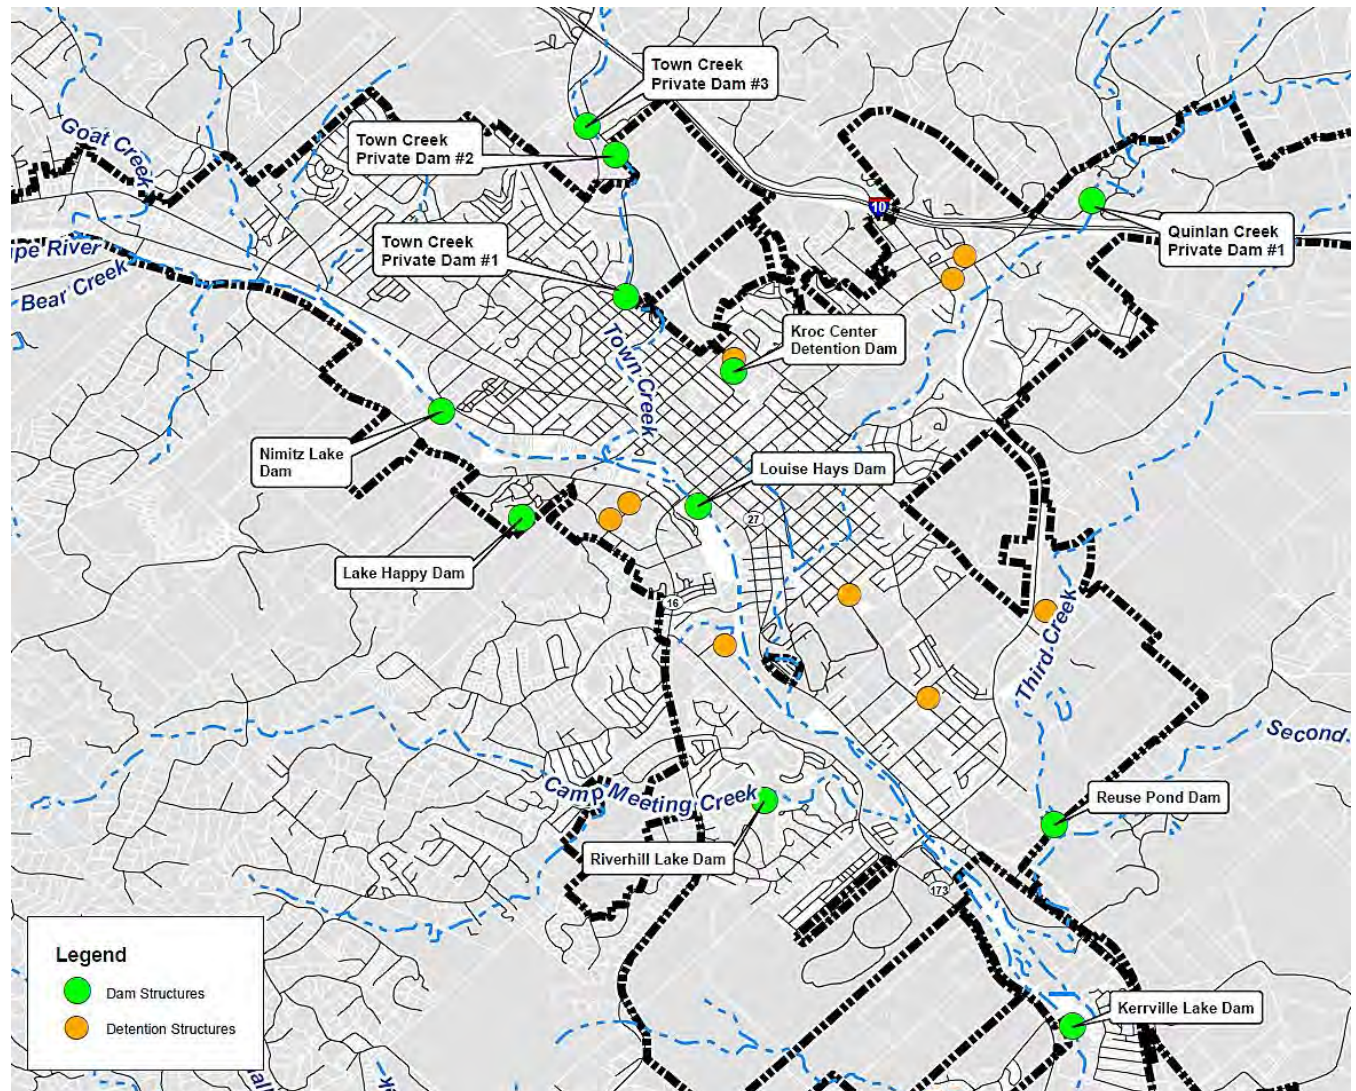 Town Creek
Private Dam #3
Goat Creek
Town Creek
Private Dam #2
10
Town Creek
Private Dam #1
Quinlan Creek
Private Dam #1
ipe River
Bear Creek
Kroc Center
Detention Dam
Town Creek
Nimitz Lake
Dam
Louise Hays Dam
27
Lake Happy Dam
16
Third Creek
Second
Camp Meeting Creek
Reuse Pond Dam
Riverhill Lake Dam
173
Legend
Dam Structures
Detention Structures
Kerrville Lake Dam